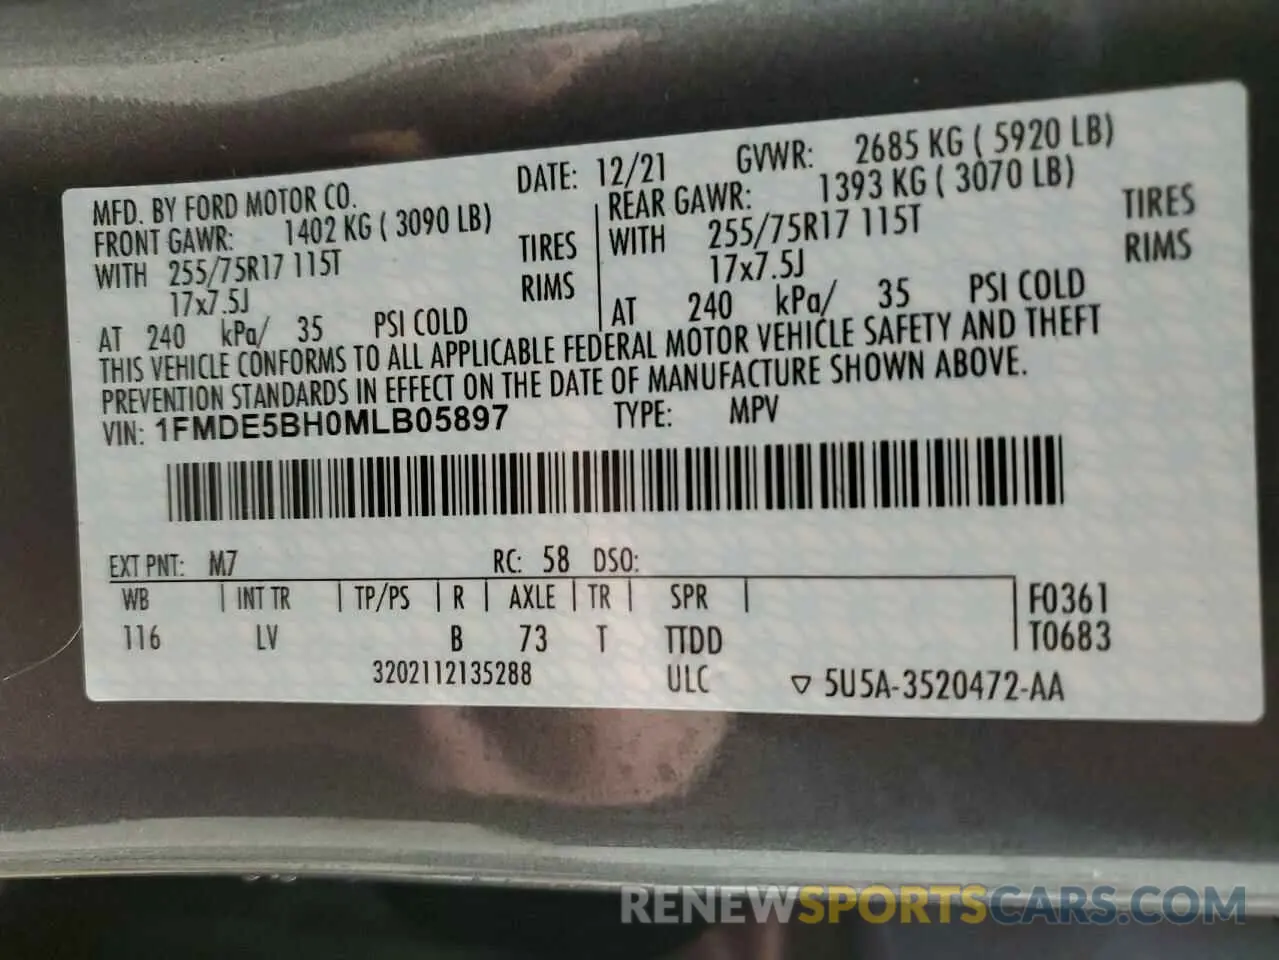 MFD. BY FORD MOTOR CO. DATE: 12/21 GVWR: 2685 KG ( 5920 LB)
FRONT GAWR: 1402 KG ( 3090 LB) REAR GAWR: 1393 KG ( 3070 LB)
WITH 255/75R17 115T TIRES WITH 255/75R17 115T TIRES
17x7.5J RIMS 17x7.5J RIMS
AT 240 kPa/ 35 PSI COLD AT 240 kPa/ 35 PSI COLD
THIS VEHICLE CONFORMS TO ALL APPLICABLE FEDERAL MOTOR VEHICLE SAFETY AND THEFT
PREVENTION STANDARDS IN EFFECT ON THE DATE OF MANUFACTURE SHOWN ABOVE.
VIN: 1FMDE5BH0MLB05897 TYPE: MPV
EXT PNT: M7 RC: 58 DSO:
WB | INT TR | TP/PS | R | AXLE | TR | SPR | F0361
116 LV B 73 T TTDD T0683
3202112135288 ULC ▽ 5U5A-3520472-AA
RENEWSPORTSCARS.COM